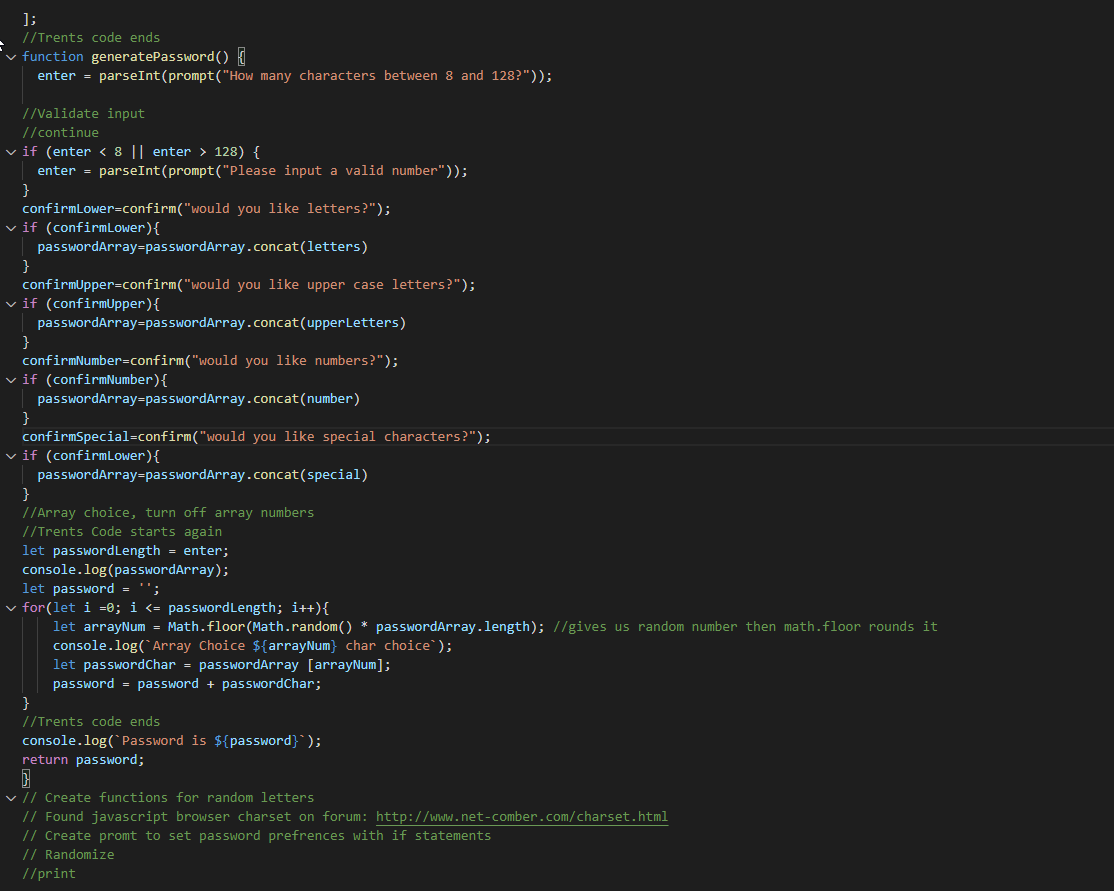 ];
//Trents code ends
function generatePassword() {
  enter = parseInt(prompt("How many characters between 8 and 128?"));

//Validate input
//continue
if (enter < 8 || enter > 128) {
  enter = parseInt(prompt("Please input a valid number"));
}
confirmLower=confirm("would you like letters?");
if (confirmLower){
  passwordArray=passwordArray.concat(letters)
}
confirmUpper=confirm("would you like upper case letters?");
if (confirmUpper){
  passwordArray=passwordArray.concat(upperLetters)
}
confirmNumber=confirm("would you like numbers?");
if (confirmNumber){
  passwordArray=passwordArray.concat(number)
}
confirmSpecial=confirm("would you like special characters?");
if (confirmLower){
  passwordArray=passwordArray.concat(special)
}
//Array choice, turn off array numbers
//Trents Code starts again
let passwordLength = enter;
console.log(passwordArray);
let password = '';
for(let i =0; i <= passwordLength; i++){
    let arrayNum = Math.floor(Math.random() * passwordArray.length); //gives us random number then math.floor rounds it
    console.log(`Array Choice ${arrayNum} char choice`);
    let passwordChar = passwordArray [arrayNum];
    password = password + passwordChar;
}
//Trents code ends
console.log(`Password is ${password}`);
return password;
}
// Create functions for random letters
// Found javascript browser charset on forum: http://www.net-comber.com/charset.html
// Create promt to set password prefrences with if statements
// Randomize
//print